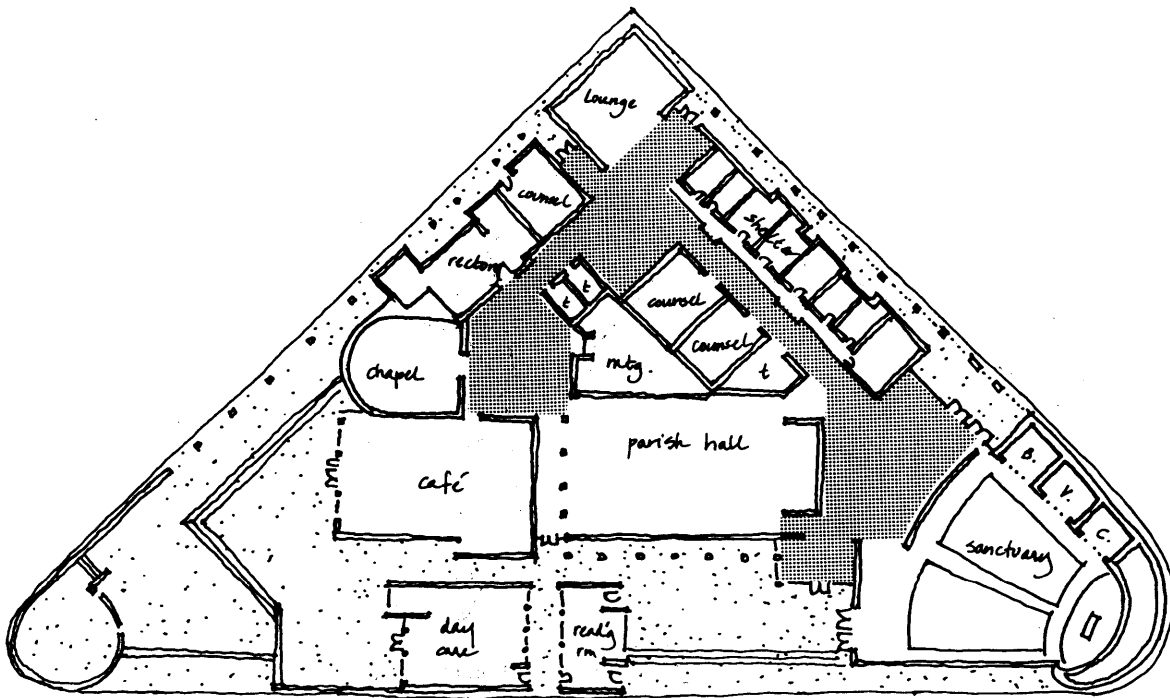 Lounge
counsel
shelter
rectory
t
t
counsel
counsel
chapel
mtg.
t
parish hall
café
B.
V.
C.
sanctuary
day
care
read'g
rm